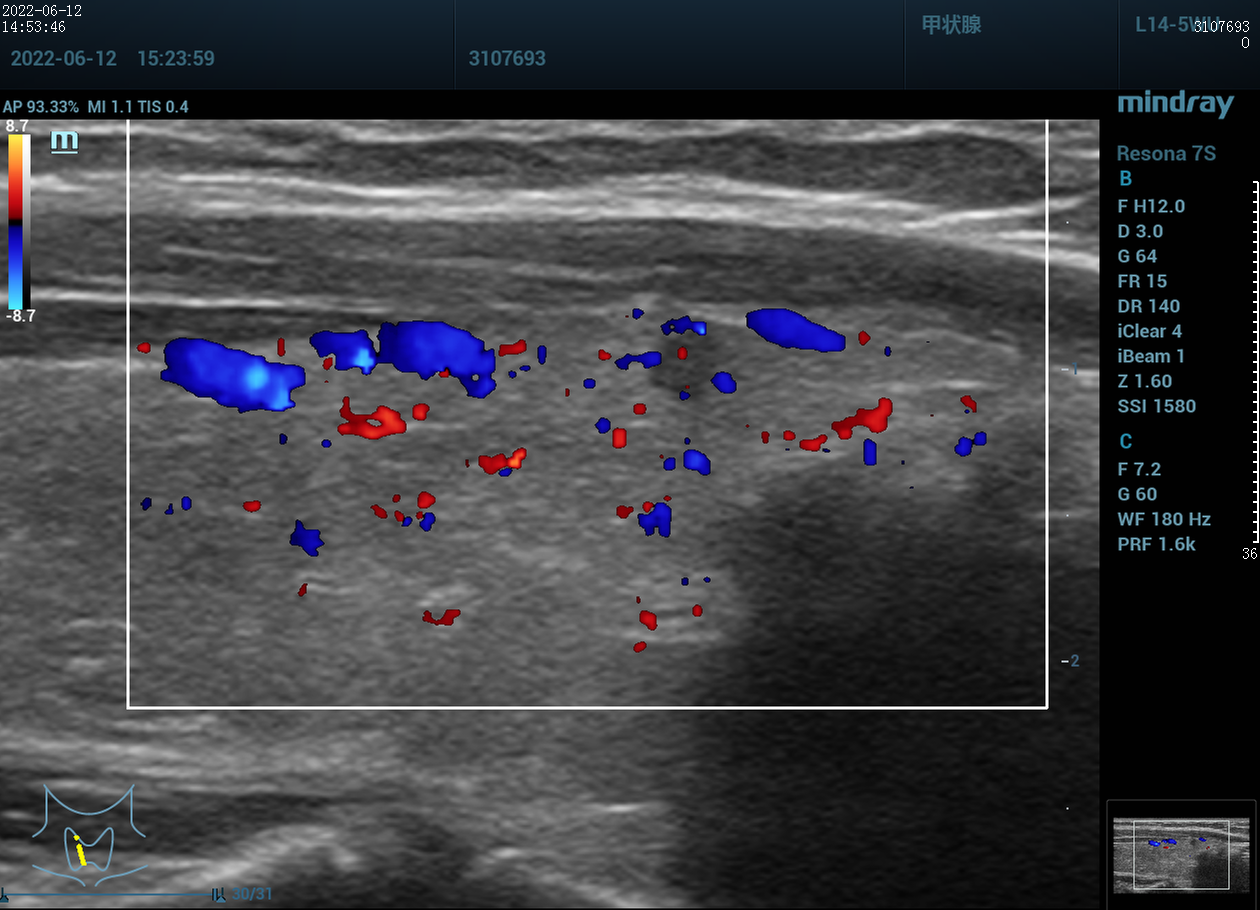 2022-06-12
14:53:46
2022-06-12 15:23:59
3107693
甲状腺
L14-5W
3107693
0
AP 93.33% MI 1.1 TIS 0.4
mindray
8.7
m
-8.7
Resona 7S
B
F H12.0
D 3.0
G 64
FR 15
DR 140
iClear 4
iBeam 1
Z 1.60
SSI 1580
C
F 7.2
G 60
WF 180 Hz
PRF 1.6k
36
1
2
30/31